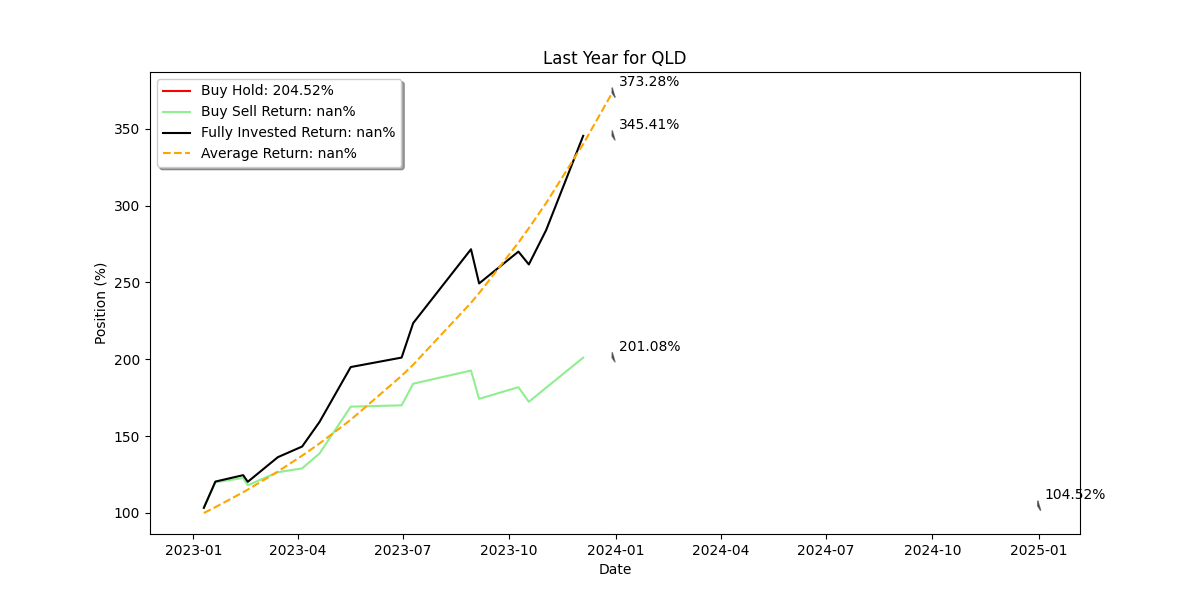 Last Year for QLD
Buy Hold: 204.52%
Buy Sell Return: nan%
Fully Invested Return: nan%
Average Return: nan%
373.28%
345.41%
201.08%
104.52%
Position (%)
350
300
250
200
150
100
2023-01 2023-04 2023-07 2023-10 2024-01 2024-04 2024-07 2024-10 2025-01
Date